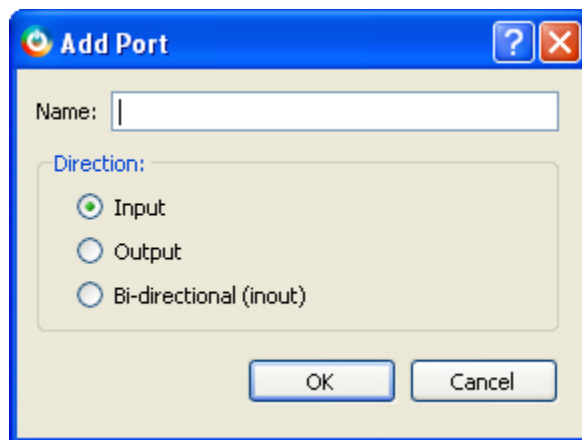 Add Port
?
Name:
Direction:
Input
Output
Bi-directional (inout)
OK Cancel